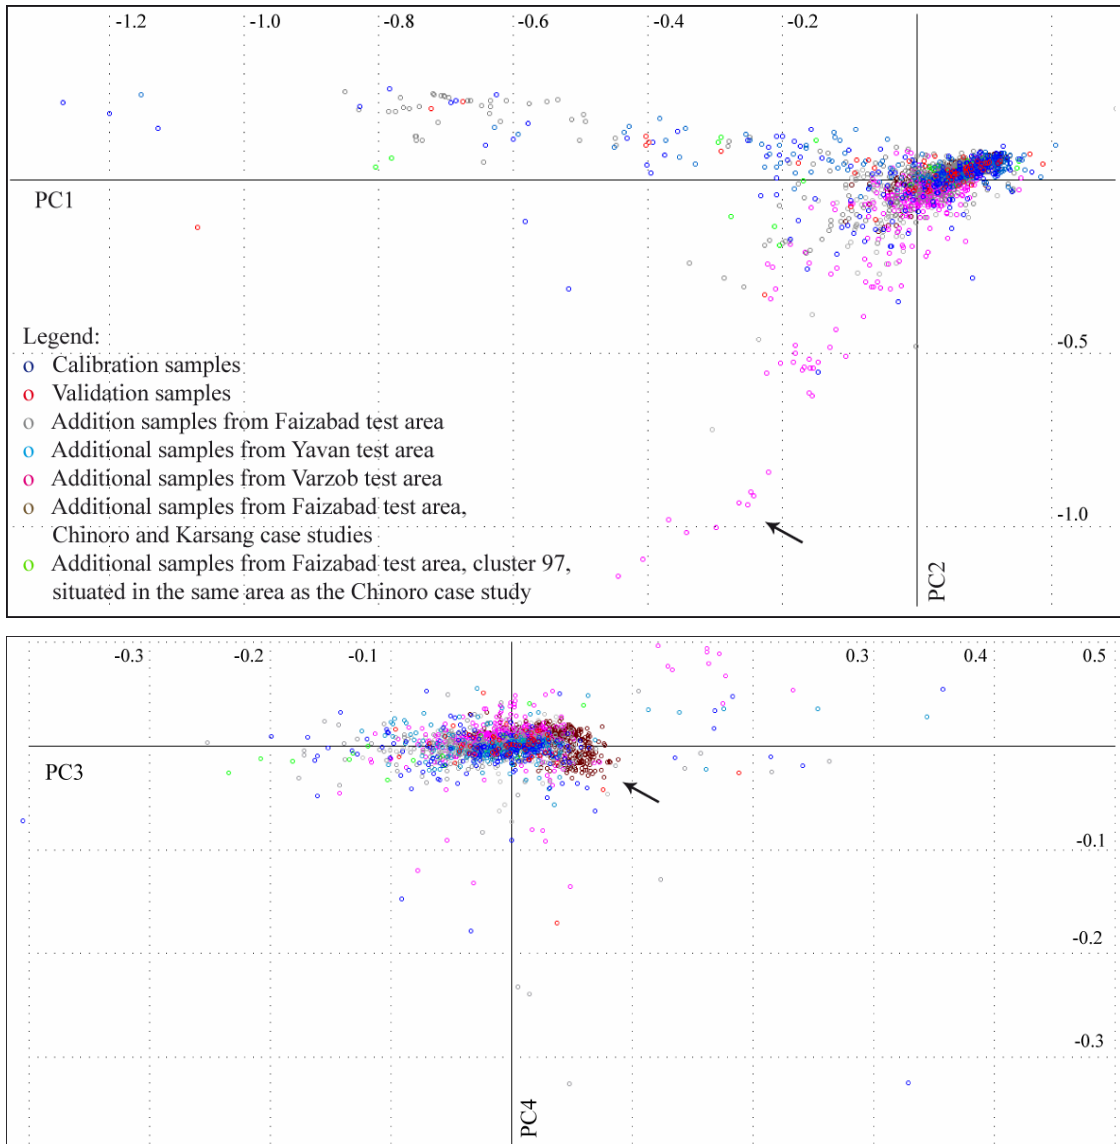 -1.2 -1.0 -0.8 -0.6 -0.4 -0.2
PC1
Legend:
-0.5
Calibration samples
Validation samples
Addition samples from Faizabad test area
Additional samples from Yavan test area
Additional samples from Varzob test area
Additional samples from Faizabad test area,
-1.0
Chinoro and Karsang case studies
Additional samples from Faizabad test area, cluster 97,
situated in the same area as the Chinoro case study
PC2
-0.3 -0.2 -0.1 0.3 0.4 0.5
PC3
-0.1
-0.2
-0.3
PC4